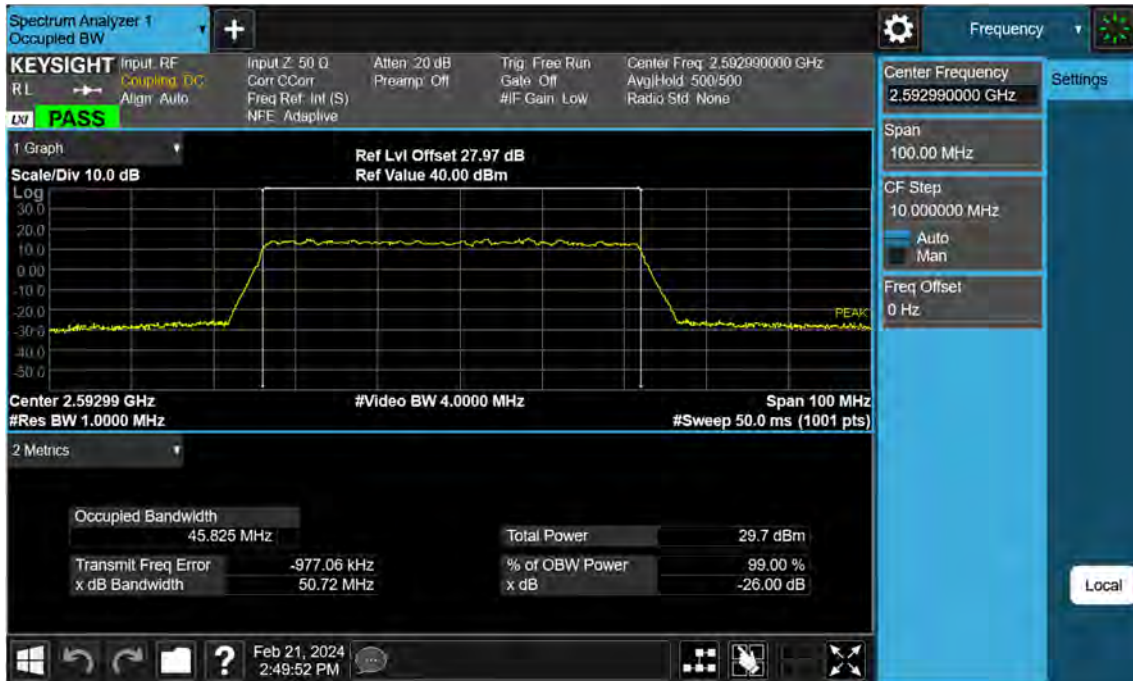 Spectrum Analyzer 1
Occupied BW
Frequency
KEYSIGHT
RL
LXI PASS
Input: RF
Coupling: DC
Align: Auto
Input Z: 50 Ω
Corr CCorr
Freq Ref: Int (S)
NFE: Adaptive
Atten: 20 dB
Preamp: Off
Trig: Free Run
Gate: Off
#IF Gain: Low
Center Freq: 2.592990000 GHz
Avg|Hold: 500/500
Radio Std: None
Center Frequency
2.592990000 GHz
Settings
Span
100.00 MHz
CF Step
10.000000 MHz
Auto
Man
Freq Offset
0 Hz
1 Graph
Scale/Div 10.0 dB
Ref Lvl Offset 27.97 dB
Ref Value 40.00 dBm
Log
30.0
20.0
10.0
0.00
-10.0
-20.0
-30.0
-40.0
-50.0
PEAK
Center 2.59299 GHz
#Video BW 4.0000 MHz
Span 100 MHz
#Res BW 1.0000 MHz
#Sweep 50.0 ms (1001 pts)
2 Metrics
Occupied Bandwidth
45.825 MHz
Total Power 29.7 dBm
Transmit Freq Error -977.06 kHz
% of OBW Power 99.00 %
x dB Bandwidth 50.72 MHz
x dB -26.00 dB
Local
?
Feb 21, 2024
2:49:52 PM